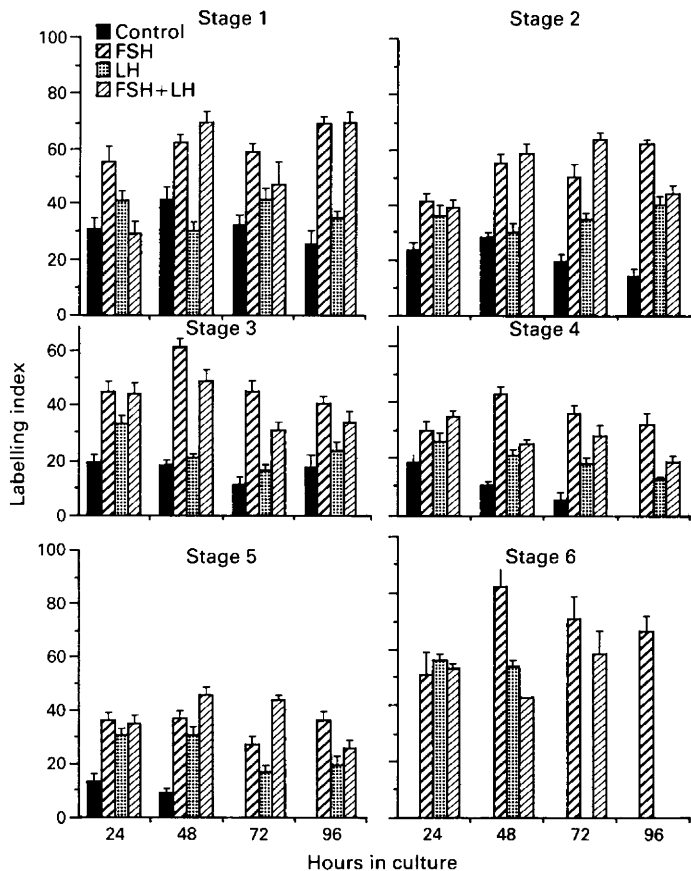 Stage 1
Stage 2
Control
FSH
LH
FSH+LH
100
80
60
40
20
0
Stage 3
Stage 4
60
40
20
0
Labelling index
Stage 5
Stage 6
100
80
60
40
20
0
24 48 72 96
24 48 72 96
Hours in culture